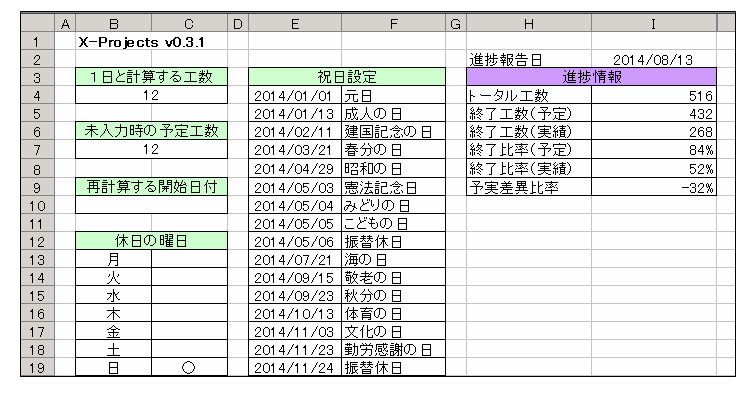 A B C D E F G H I
1 X-Projects v0.3.1
2 進捗報告日 2014/08/13
3 1日と計算する工数 祝日設定 進捗情報
4 12 2014/01/01 元日 トータル工数 516
5 2014/01/13 成人の日 終了工数(予定) 432
6 未入力時の予定工数 2014/02/11 建国記念の日 終了工数(実績) 268
7 12 2014/03/21 春分の日 終了比率(予定) 84%
8 2014/04/29 昭和の日 終了比率(実績) 52%
9 再計算する開始日付 2014/05/03 憲法記念日 予実差異比率 -32%
10 2014/05/04 みどりの日
11 2014/05/05 こどもの日
12 休日の曜日 2014/05/06 振替休日
13 月 2014/07/21 海の日
14 火 2014/09/15 敬老の日
15 水 2014/09/23 秋分の日
16 木 2014/10/13 体育の日
17 金 2014/11/03 文化の日
18 土 2014/11/23 勤労感謝の日
19 日 ○ 2014/11/24 振替休日